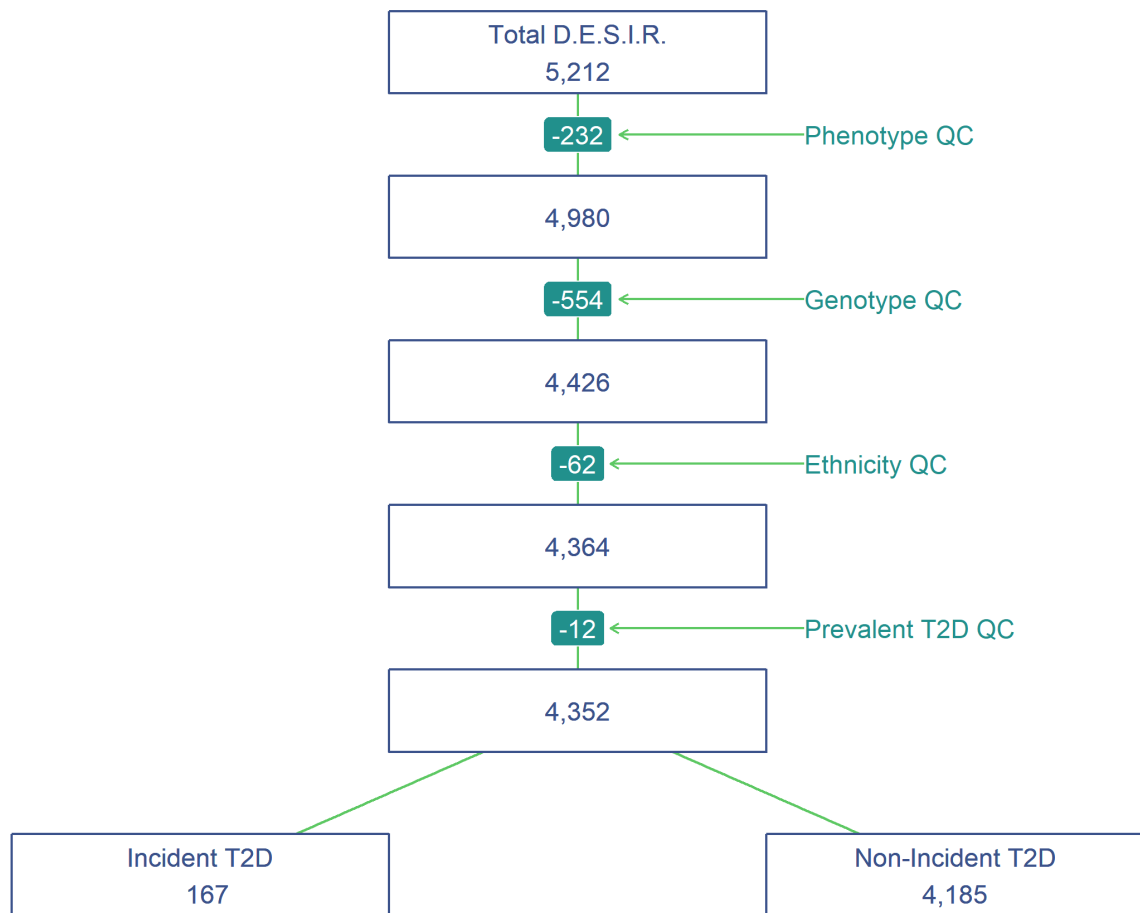 Total D.E.S.I.R.
5,212
-232
Phenotype QC
4,980
-554
Genotype QC
4,426
-62
Ethnicity QC
4,364
-12
Prevalent T2D QC
4,352
Incident T2D
167
Non-Incident T2D
4,185